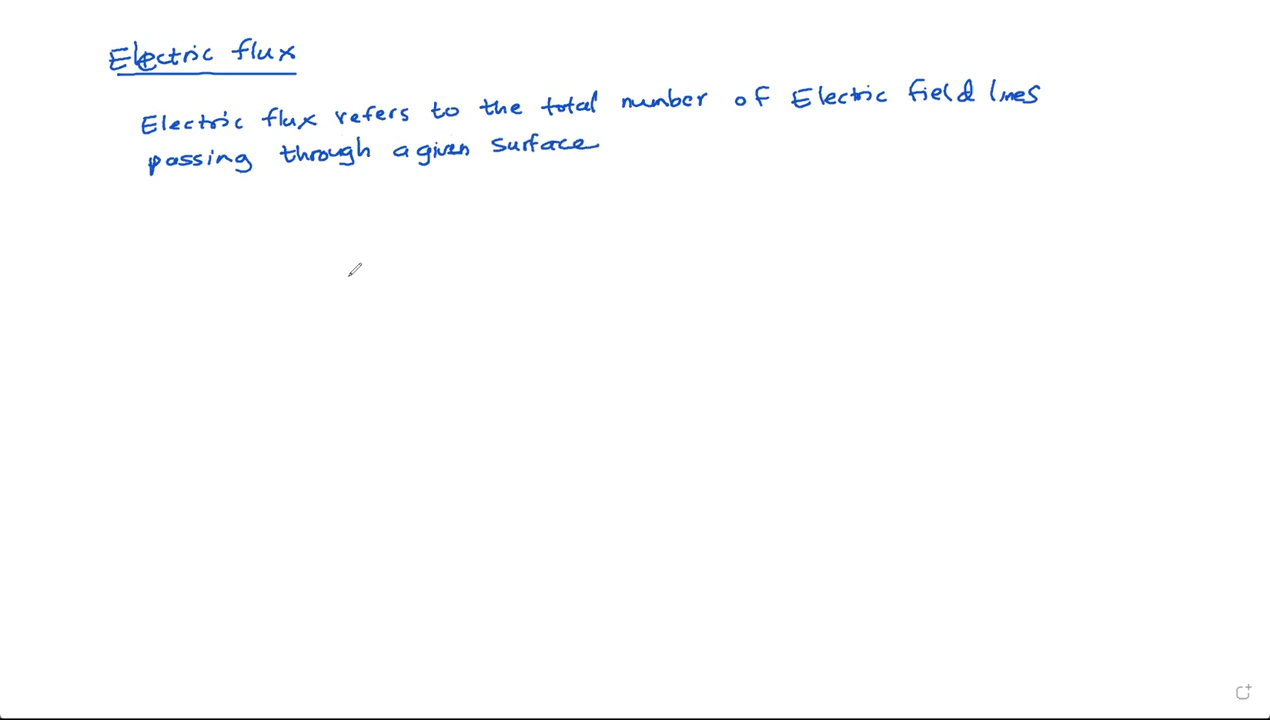 Electric flux
Electric flux refers to the total number of Electric field lines
passing through a given surface